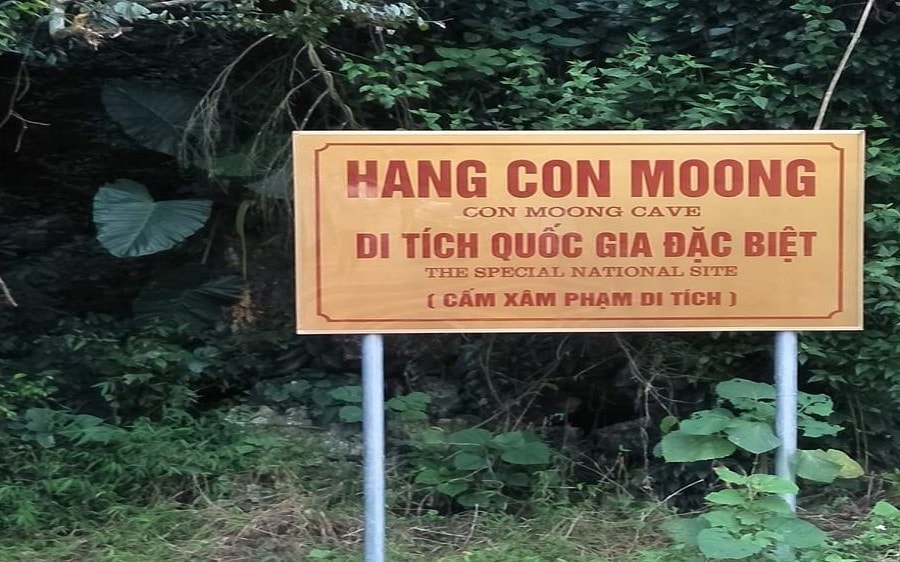 HANG CON MOONG
CON MOONG CAVE
DI TÍCH QUỐC GIA ĐẶC BIỆT
THE SPECIAL NATIONAL SITE
( CẤM XÂM PHẠM DI TÍCH )